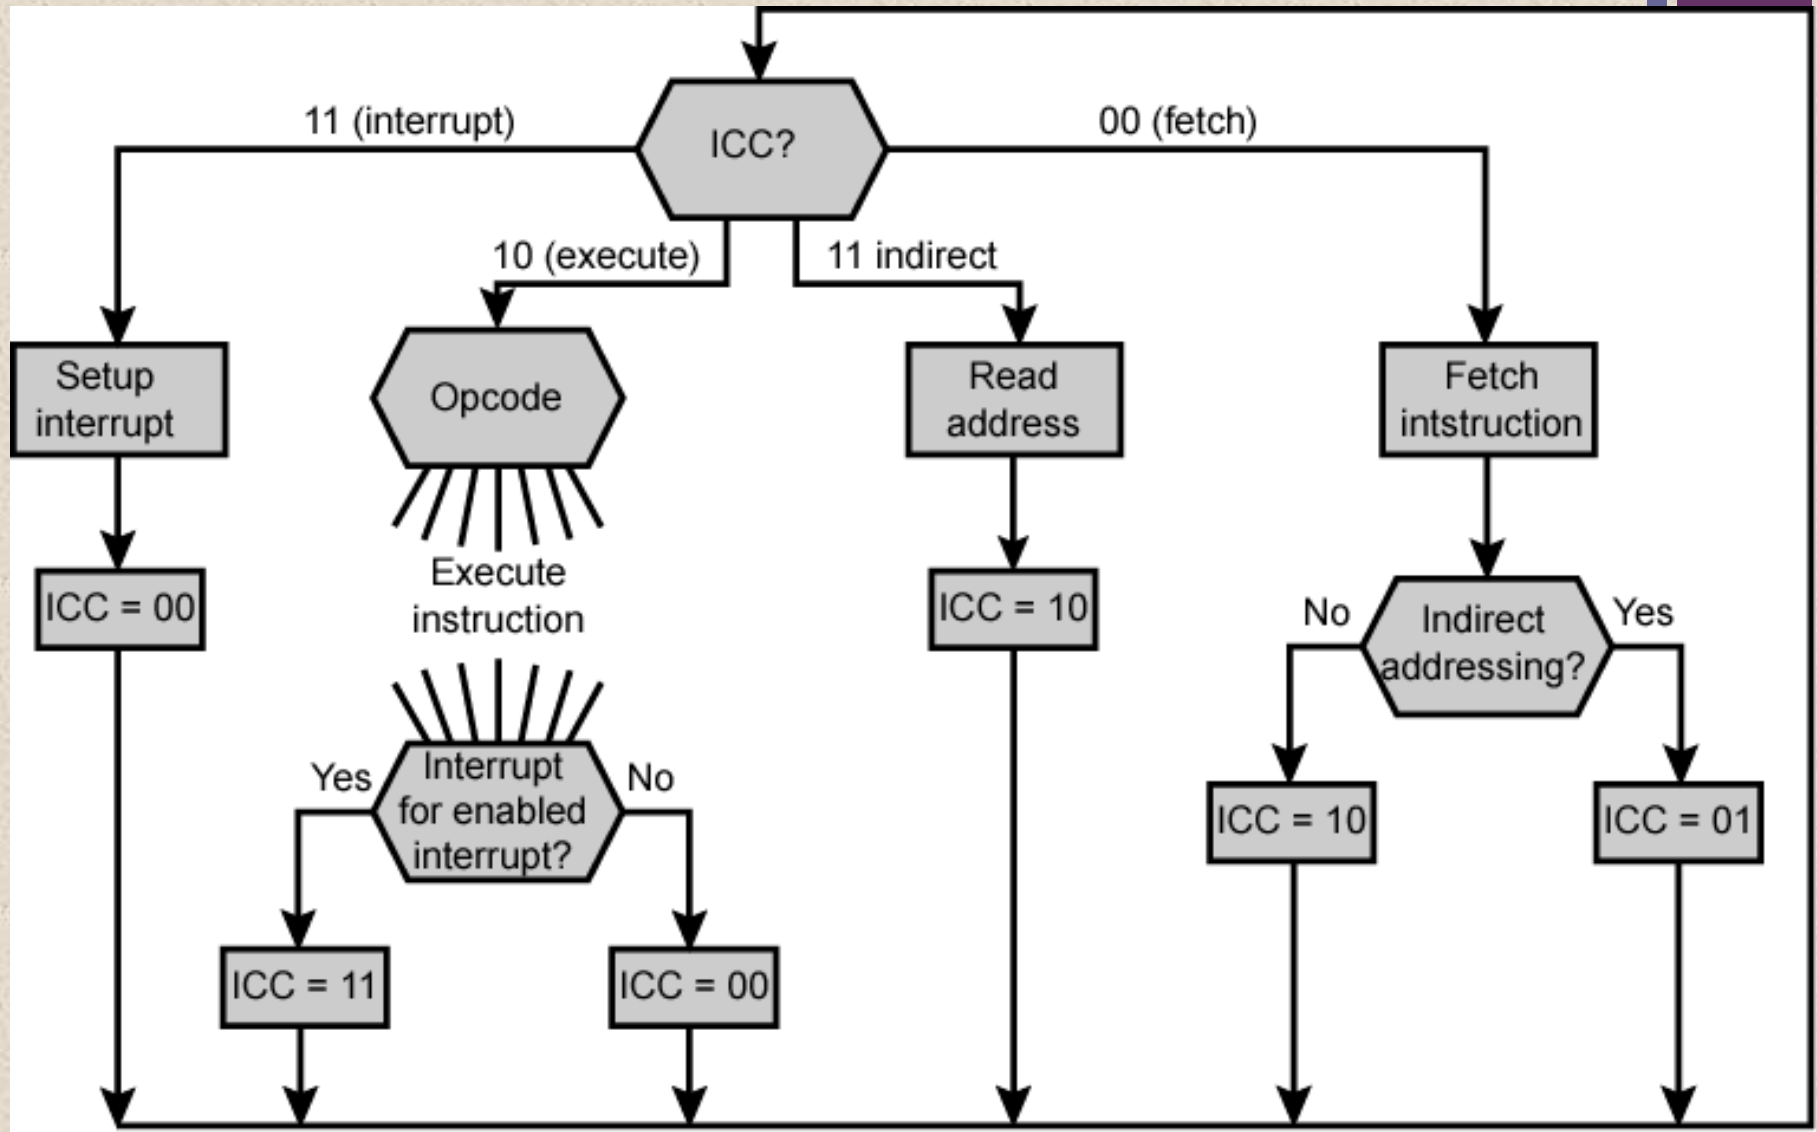 ICC?
11 (interrupt)
00 (fetch)
10 (execute)
11 indirect
Setup
interrupt
Opcode
Read
address
Fetch
intstruction
ICC = 00
Execute
instruction
ICC = 10
No
Indirect
addressing?
Yes
Yes
Interrupt
for enabled
interrupt?
No
ICC = 10
ICC = 01
ICC = 11
ICC = 00